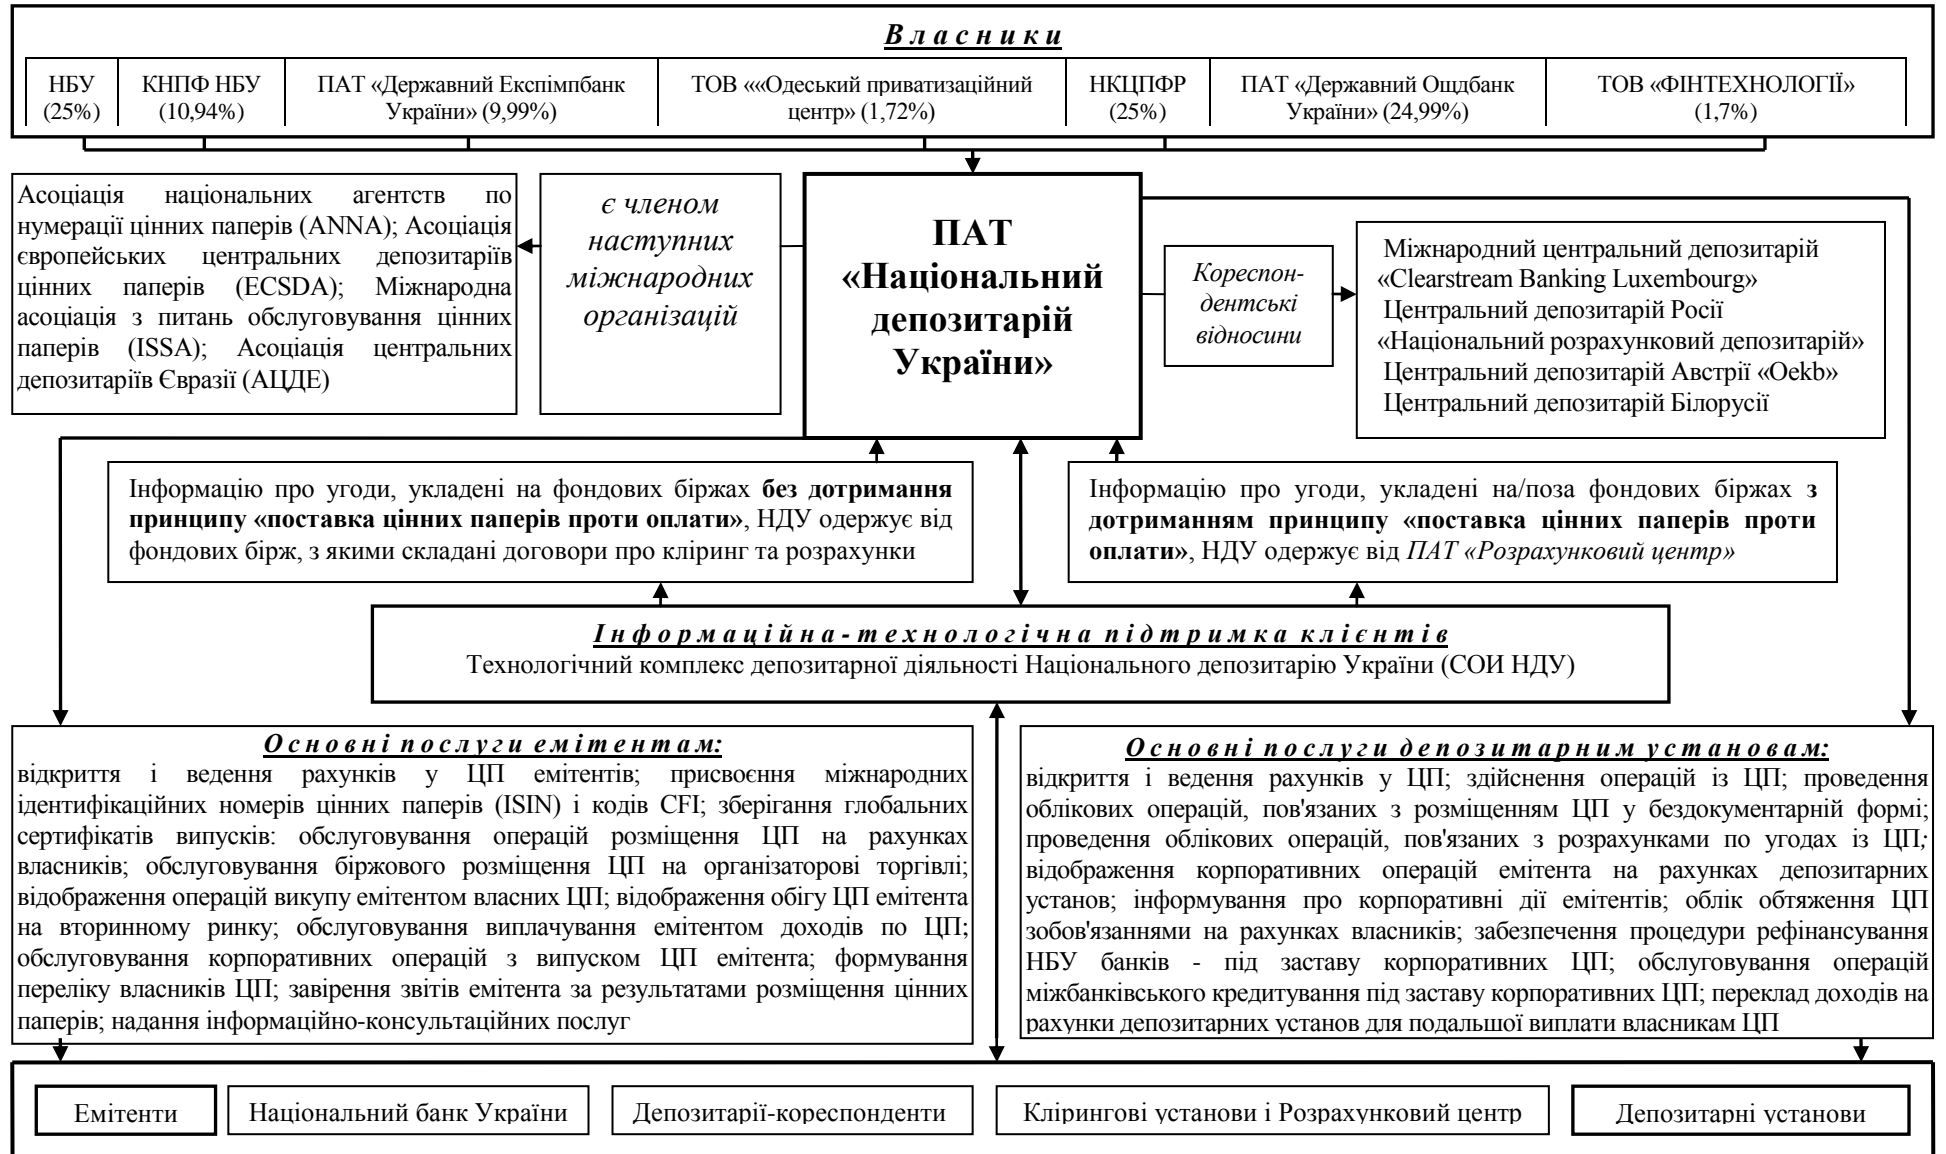 Власники
НБУ
(25%)
КНПФ НБУ
(10,94%)
ПАТ «Державний Експімпбанк
України» (9,99%)
ТОВ ««Одеський приватизаційний
центр» (1,72%)
НКЦПФР
(25%)
ПАТ «Державний Ощдбанк
України» (24,99%)
ТОВ «ФІНТЕХНОЛОГІЇ»
(1,7%)
Асоціація національних агентств по
нумерації цінних паперів (ANNA); Асоціація
європейських центральних депозитаріїв
цінних паперів (ECSDA); Міжнародна
асоціація з питань обслуговування цінних
паперів (ISSA); Асоціація центральних
депозитаріїв Євразії (АЦДЕ)
є членом
наступних
міжнародних
організацій
ПАТ
«Національний
депозитарій
України»
Кореспон-
дентські
відносини
Міжнародний центральний депозитарій
«Clearstream Banking Luxembourg»
Центральний депозитарій Росії
«Національний розрахунковий депозитарій»
Центральний депозитарій Австрії «Oekb»
Центральний депозитарій Білорусії
Інформацію про угоди, укладені на фондових біржах без дотримання
принципу «поставка цінних паперів проти оплати», НДУ одержує від
фондових бірж, з якими складані договори про кліринг та розрахунки
Інформацію про угоди, укладені на/поза фондових біржах з
дотриманням принципу «поставка цінних паперів проти
оплати», НДУ одержує від ПАТ «Розрахунковий центр»
Інформаційна-технологічна підтримка клієнтів
Технологічний комплекс депозитарної діяльності Національного депозитарію України (СОИ НДУ)
Основні послуги емітентам:
відкриття і ведення рахунків у ЦП емітентів; присвоєння міжнародних
ідентифікаційних номерів цінних паперів (ISIN) і кодів CFI; зберігання глобальних
сертифікатів випусків: обслуговування операцій розміщення ЦП на рахунках
власників; обслуговування біржового розміщення ЦП на організаторові торгівлі;
відображення операцій викупу емітентом власних ЦП; відображення обігу ЦП емітента
на вторинному ринку; обслуговування виплачування емітентом доходів по ЦП;
обслуговування корпоративних операцій з випуском ЦП емітента; формування
переліку власників ЦП; завірення звітів емітента за результатами розміщення цінних
паперів; надання інформаційно-консультаційних послуг
Основні послуги депозитарним установам:
відкриття і ведення рахунків у ЦП; здійснення операцій із ЦП; проведення
облікових операцій, пов'язаних з розміщенням ЦП у бездокументарній формі;
проведення облікових операцій, пов'язаних з розрахунками по угодах із ЦП;
відображення корпоративних операцій емітента на рахунках депозитарних
установ; інформування про корпоративні дії емітентів; облік обтяження ЦП
зобов'язаннями на рахунках власників; забезпечення процедури рефінансування
НБУ банків - під заставу корпоративних ЦП; обслуговування операцій
міжбанківського кредитування під заставу корпоративних ЦП; переклад доходів на
рахунки депозитарних установ для подальшої виплати власникам ЦП
Емітенти
Національний банк України
Депозитарії-кореспонденти
Клірингові установи і Розрахунковий центр
Депозитарні установи